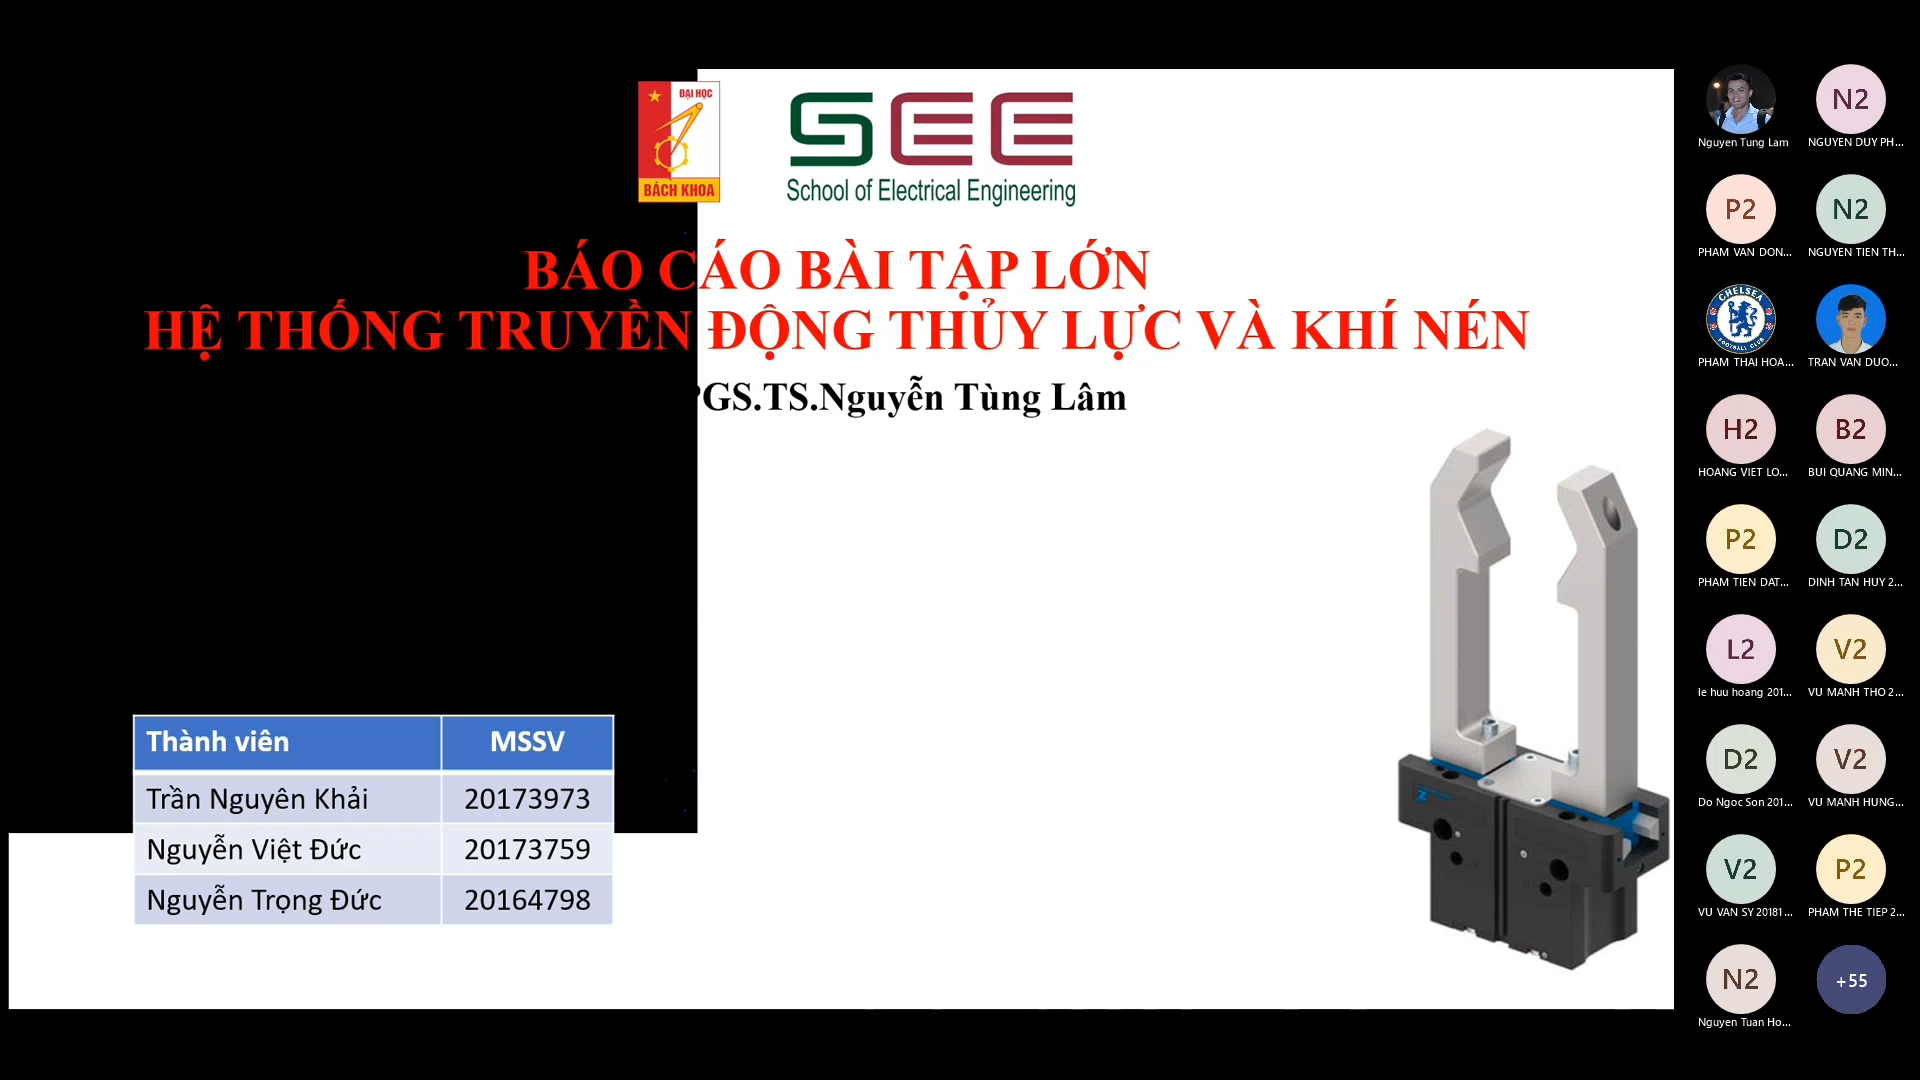 ĐẠI HỌC
BÁCH KHOA
SEE
School of Electrical Engineering
BÁO CÁO BÀI TẬP LỚN
HỆ THỐNG TRUYỀN ĐỘNG THỦY LỰC VÀ KHÍ NÉN
PGS.TS.Nguyễn Tùng Lâm
Thành viên MSSV
Trần Nguyên Khải 20173973
Nguyễn Việt Đức 20173759
Nguyễn Trọng Đức 20164798
Nguyen Tung Lam
N2
NGUYEN DUY PH...
P2
PHAM VAN DON...
N2
NGUYEN TIEN TH...
CHELSEA
FOOTBALL CLUB
PHAM THAI HOA...
TRAN VAN DUO...
H2
HOANG VIET LO...
B2
BUI QUANG MIN...
P2
PHAM TIEN DAT...
D2
DINH TAN HUY 2...
L2
le huu hoang 201...
V2
VU MANH THO 2...
D2
Do Ngoc Son 201...
V2
VU MANH HUNG...
V2
VU VAN SY 20181...
P2
PHAM THE TIEP 2...
N2
Nguyen Tuan Ho...
+55